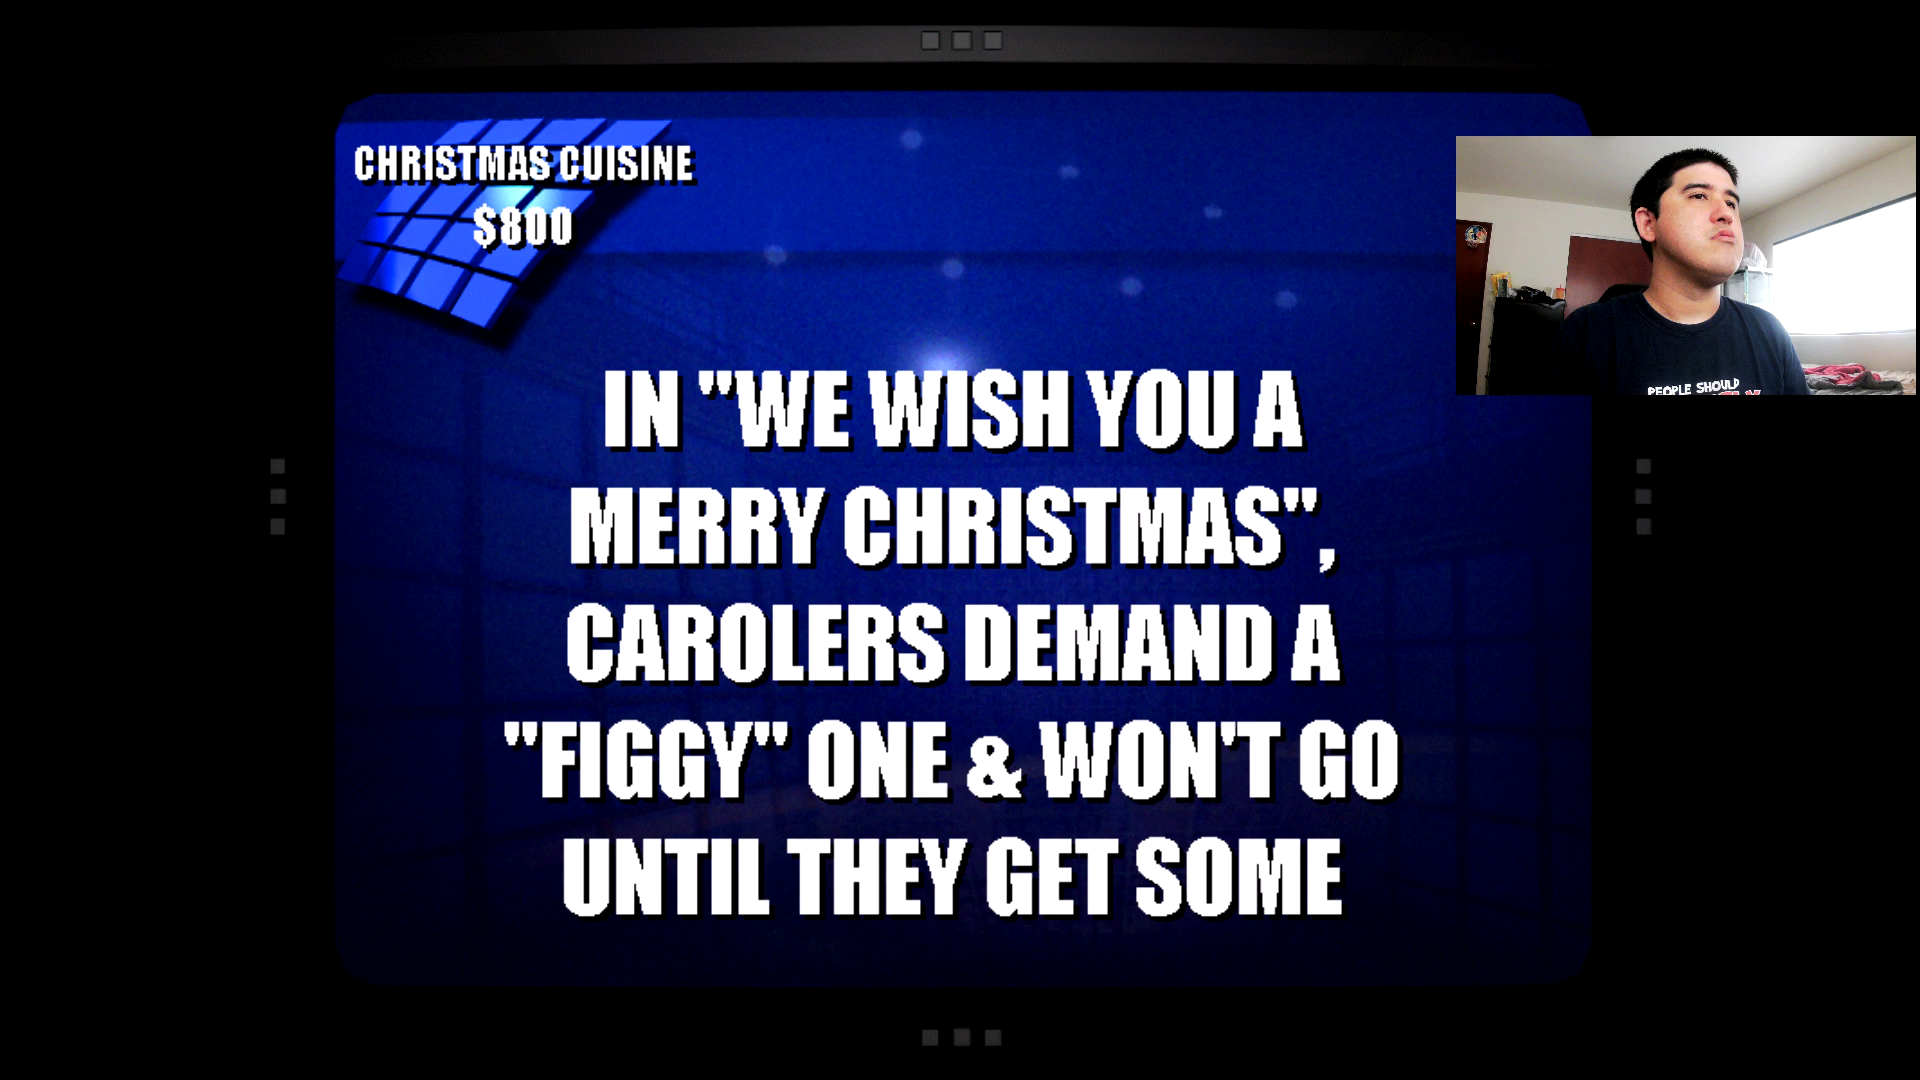 CHRISTMAS CUISINE
$800
IN "WE WISH YOU A
MERRY CHRISTMAS",
CAROLERS DEMAND A
"FIGGY" ONE & WON'T GO
UNTIL THEY GET SOME
PEOPLE SHOULD